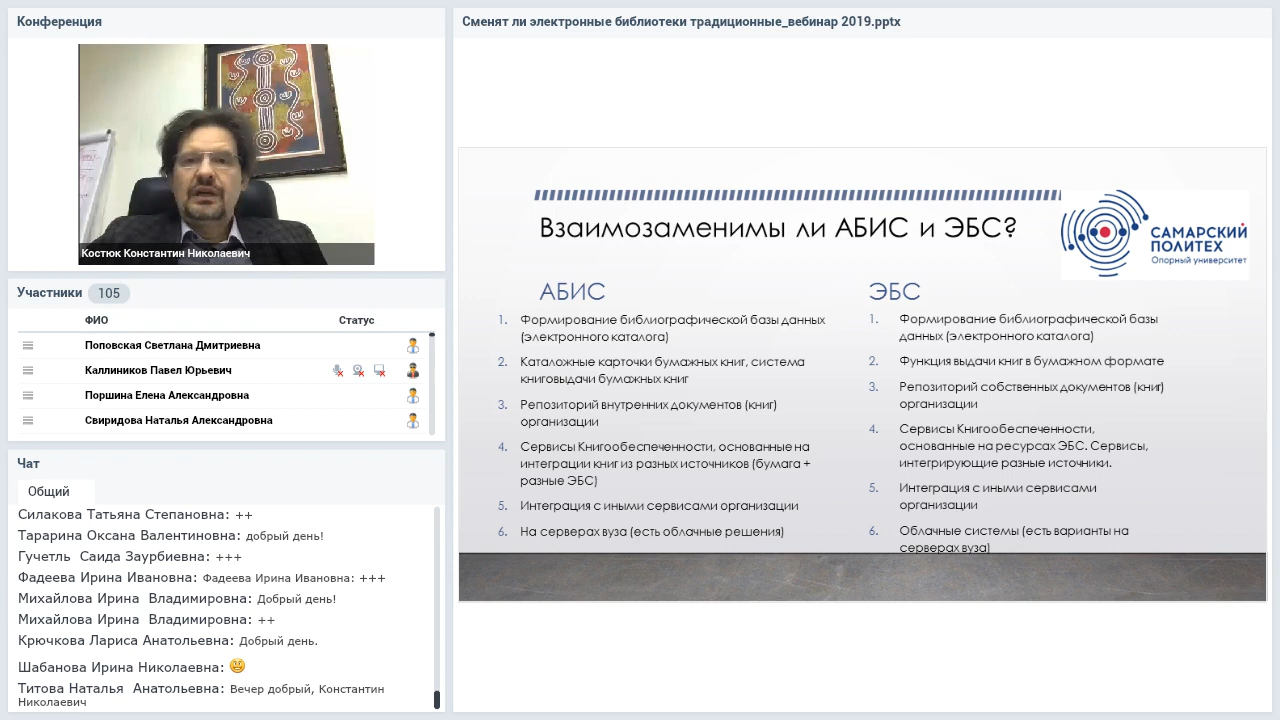 Конференция
Костюк Константин Николаевич
Участники 105
ФИО Статус
Поповская Светлана Дмитриевна
Каллиников Павел Юрьевич
Поршина Елена Александровна
Свиридова Наталья Александровна
Чат
Общий
Силакова Татьяна Степановна: ++
Тарарина Оксана Валентиновна: добрый день!
Гучетль Саида Заурбиевна: +++
Фадеева Ирина Ивановна: Фадеева Ирина Ивановна: +++
Михайлова Ирина Владимировна: Добрый день!
Михайлова Ирина Владимировна: ++
Крючкова Лариса Анатольевна: Добрый день.
Шабанова Ирина Николаевна:
Титова Наталья Анатольевна: Вечер добрый, Константин
Николаевич
Сменят ли электронные библиотеки традиционные_вебинар 2019.pptx
Взаимозаменимы ли АБИС и ЭБС?
САМАРСКИЙ
ПОЛИТЕХ
Опорный университет
АБИС
1. Формирование библиографической базы данных
(электронного каталога)
2. Каталожные карточки бумажных книг, система
книговыдачи бумажных книг
3. Репозиторий внутренних документов (книг)
организации
4. Сервисы Книгообеспеченности, основанные на
интеграции книг из разных источников (бумага +
разные ЭБС)
5. Интеграция с иными сервисами организации
6. На серверах вуза (есть облачные решения)
ЭБС
1. Формирование библиографической базы
данных (электронного каталога)
2. Функция выдачи книг в бумажном формате
3. Репозиторий собственных документов (книг)
организации
4. Сервисы Книгообеспеченности,
основанные на ресурсах ЭБС. Сервисы,
интегрирующие разные источники.
5. Интеграция с иными сервисами
организации
6. Облачные системы (есть варианты на
серверах вуза)